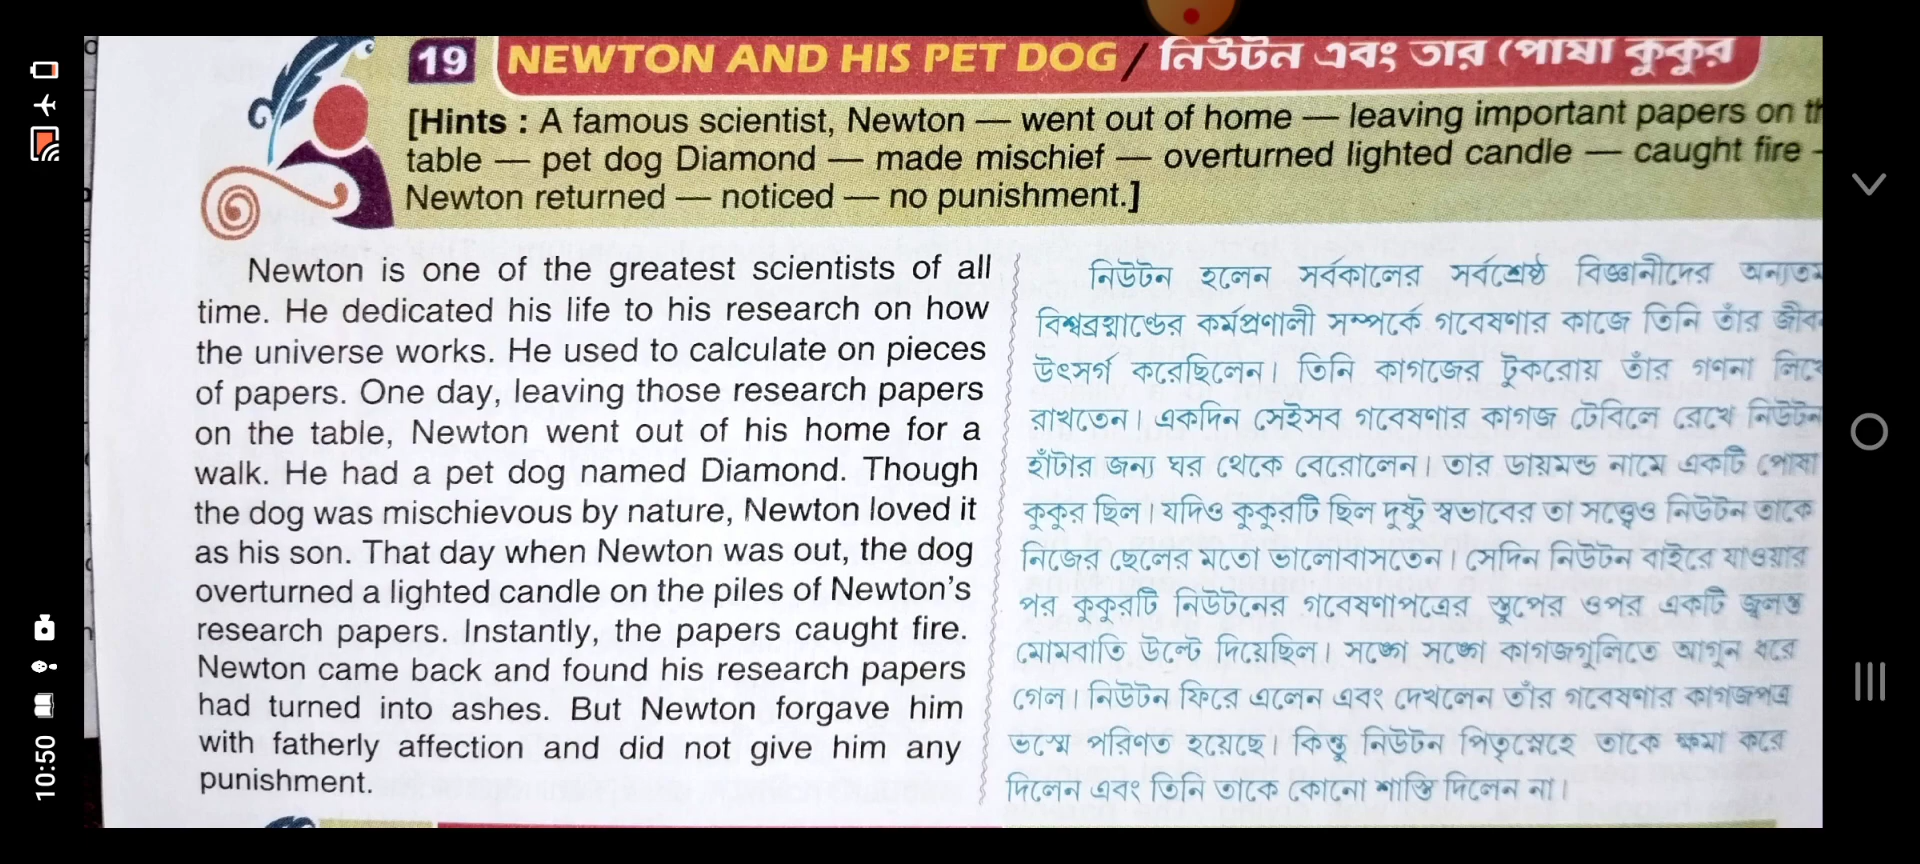 19 NEWTON AND HIS PET DOG / নিউটন এবং তার পোষা কুকুর
[Hints : A famous scientist, Newton — went out of home — leaving important papers on
table — pet dog Diamond — made mischief — overturned lighted candle — caught fire —
Newton returned — noticed — no punishment.]
Newton is one of the greatest scientists of all
time. He dedicated his life to his research on how
the universe works. He used to calculate on pieces
of papers. One day, leaving those research papers
on the table, Newton went out of his home for a
walk. He had a pet dog named Diamond. Though
the dog was mischievous by nature, Newton loved it
as his son. That day when Newton was out, the dog
overturned a lighted candle on the piles of Newton's
research papers. Instantly, the papers caught fire.
Newton came back and found his research papers
had turned into ashes. But Newton forgave him
with fatherly affection and did not give him any
punishment.
নিউটন হলেন সর্বকালের সর্বশ্রেষ্ঠ বিজ্ঞানীদের অন্যতম
বিশ্বব্রহ্মাণ্ডের কর্মপ্রণালী সম্পর্কে গবেষণার কাজে তিনি তাঁর
উৎসর্গ করেছিলেন। তিনি কাগজের টুকরোয় তাঁর গণনা
রাখতেন। একদিন সেইসব গবেষণার কাগজ টেবিলে রেখে নিউটন
হাঁটার জন্য ঘর থেকে বেরোলেন। তার ডায়মন্ড নামে একটি পোষা
কুকুর ছিল। যদিও কুকুরটি ছিল দুষ্টু স্বভাবের তা সত্ত্বেও নিউটন তাকে
নিজের ছেলের মতো ভালোবাসতেন। সেদিন নিউটন বাইরে যাওয়ার
পর কুকুরটি নিউটনের গবেষণাপত্রের স্তুপের ওপর একটি জ্বলন্ত
মোমবাতি উল্টে দিয়েছিল। সঙ্গে সঙ্গে কাগজগুলিতে আগুন ধরে
গেল। নিউটন ফিরে এলেন এবং দেখলেন তাঁর গবেষণার কাগজপত্র
ভস্মে পরিণত হয়েছে। কিন্তু নিউটন পিতৃস্নেহে তাকে ক্ষমা করে
দিলেন এবং তিনি তাকে কোনো শাস্তি দিলেন না।
10:50